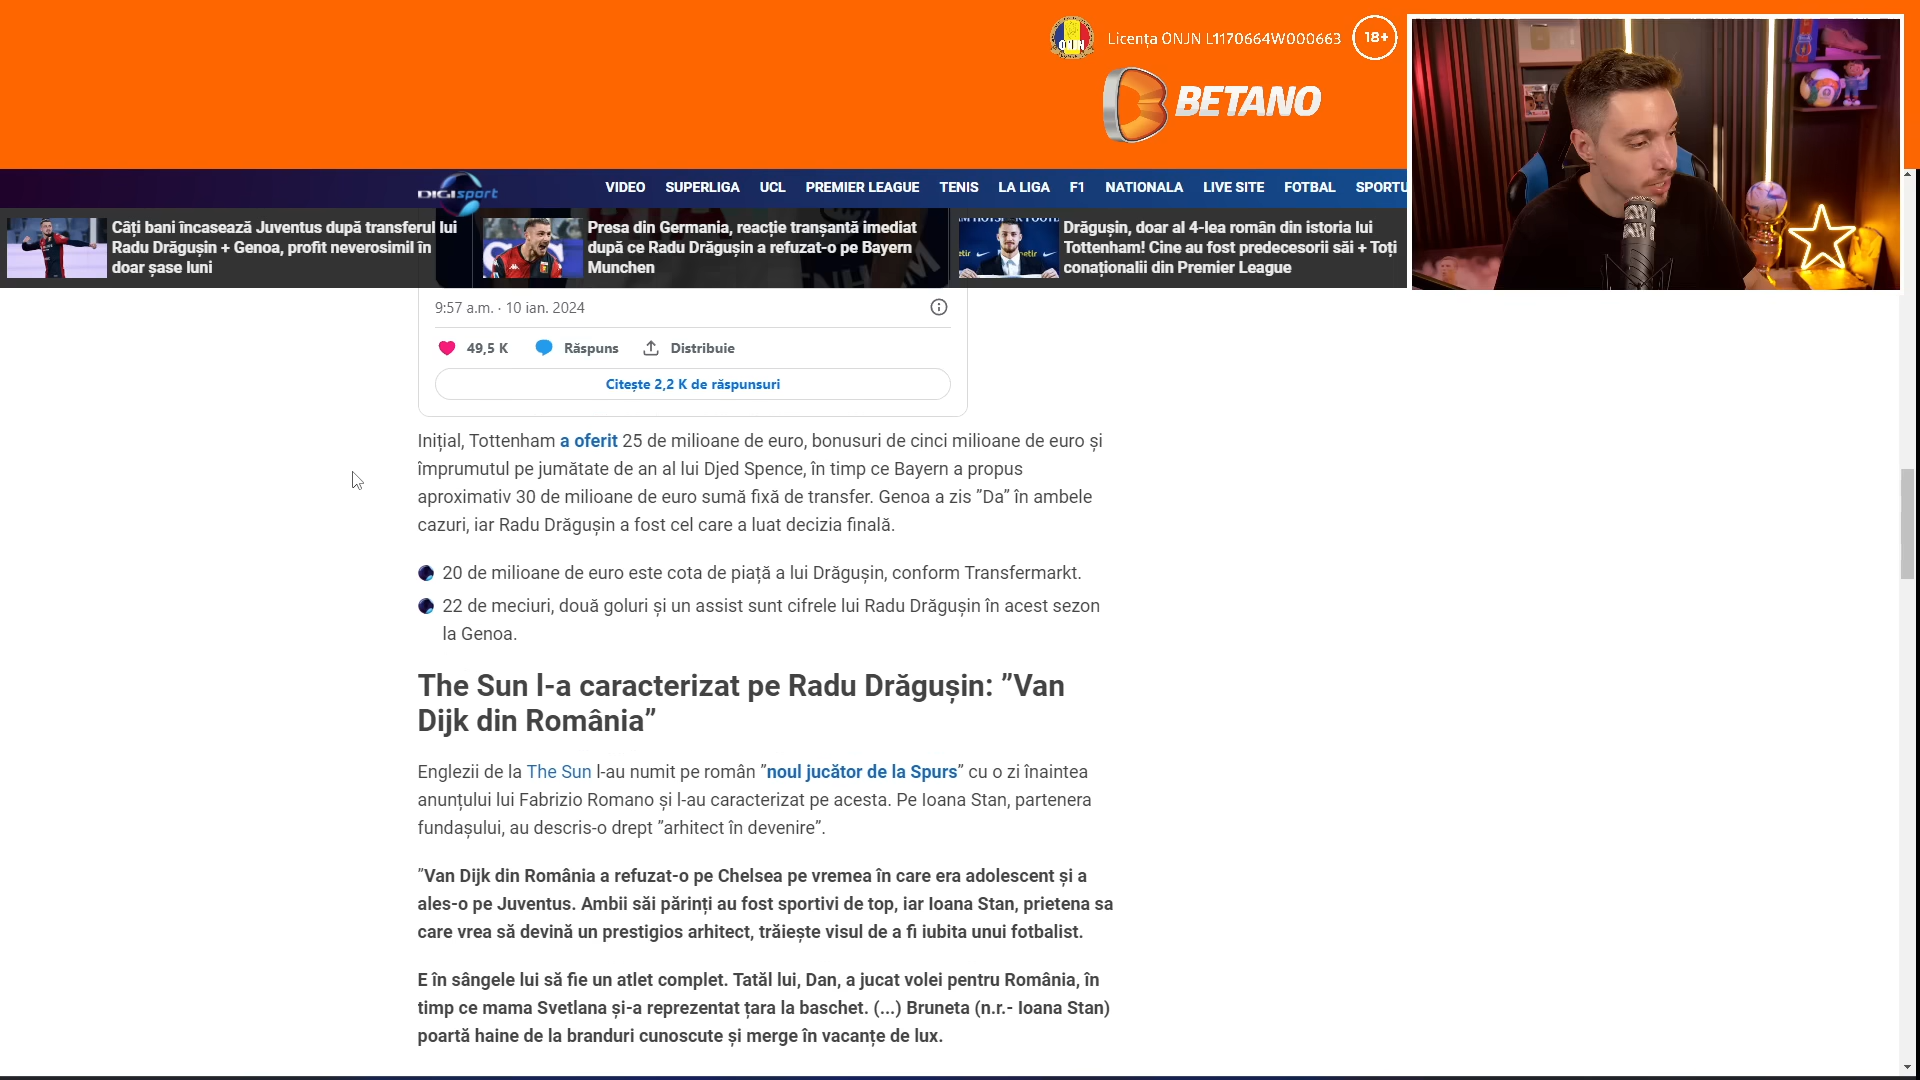 Licența ONJN L1170664W000663
18+
ONJN
BETANO
DIGISport
VIDEO SUPERLIGA UCL PREMIER LEAGUE TENIS LA LIGA F1 NATIONALA LIVE SITE FOTBAL SPORTU
Câți bani încasează Juventus după transferul lui
Radu Drăgușin + Genoa, profit neverosimil în
doar șase luni
Presa din Germania, reacție tranșantă imediat
după ce Radu Drăgușin a refuzat-o pe Bayern
Munchen
Drăgușin, doar al 4-lea român din istoria lui
Tottenham! Cine au fost predecesorii săi + Toți
conaționalii din Premier League
9:57 a.m. · 10 ian. 2024
49,5 K Răspuns Distribuie
Citește 2,2 K de răspunsuri
Inițial, Tottenham a oferit 25 de milioane de euro, bonusuri de cinci milioane de euro și
împrumutul pe jumătate de an al lui Djed Spence, în timp ce Bayern a propus
aproximativ 30 de milioane de euro sumă fixă de transfer. Genoa a zis ”Da” în ambele
cazuri, iar Radu Drăgușin a fost cel care a luat decizia finală.
20 de milioane de euro este cota de piață a lui Drăgușin, conform Transfermarkt.
22 de meciuri, două goluri și un assist sunt cifrele lui Radu Drăgușin în acest sezon
la Genoa.
The Sun l-a caracterizat pe Radu Drăgușin: ”Van
Dijk din România”
Englezii de la The Sun l-au numit pe român ”noul jucător de la Spurs” cu o zi înaintea
anunțului lui Fabrizio Romano și l-au caracterizat pe acesta. Pe Ioana Stan, partenera
fundașului, au descris-o drept ”arhitect în devenire”.
”Van Dijk din România a refuzat-o pe Chelsea pe vremea în care era adolescent și a
ales-o pe Juventus. Ambii săi părinți au fost sportivi de top, iar Ioana Stan, prietena sa
care vrea să devină un prestigios arhitect, trăiește visul de a fi iubita unui fotbalist.
E în sângele lui să fie un atlet complet. Tatăl lui, Dan, a jucat volei pentru România, în
timp ce mama Svetlana și-a reprezentat țara la baschet. (...) Bruneta (n.r.- Ioana Stan)
poartă haine de la branduri cunoscute și merge în vacanțe de lux.